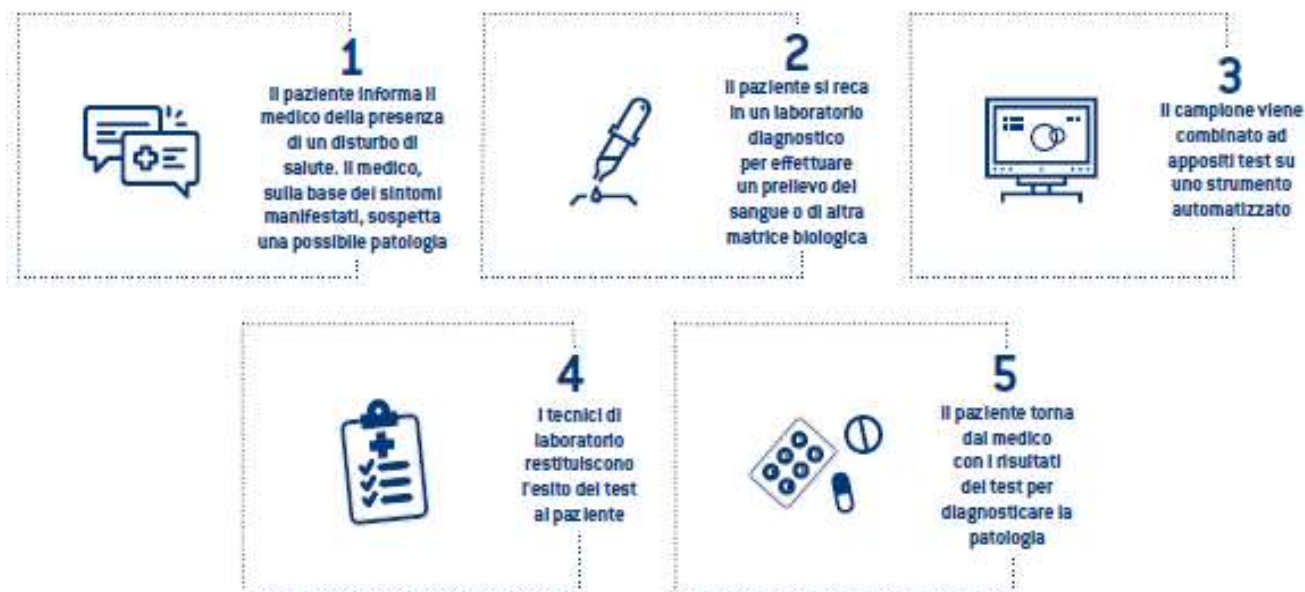 1
Il paziente informa il
medico della presenza
di un disturbo di
salute. Il medico,
sulla base dei sintomi
manifestati, sospetta
una possibile patologia
2
Il paziente si reca
in un laboratorio
diagnostico
per effettuare
un prelievo del
sangue o di altra
matrice biologica
3
Il campione viene
combinato ad
appositi test su
uno strumento
automatizzato
4
I tecnici di
laboratorio
restituiscono
l'esito del test
al paziente
5
Il paziente torna
dal medico
con i risultati
del test per
diagnosticare la
patologia